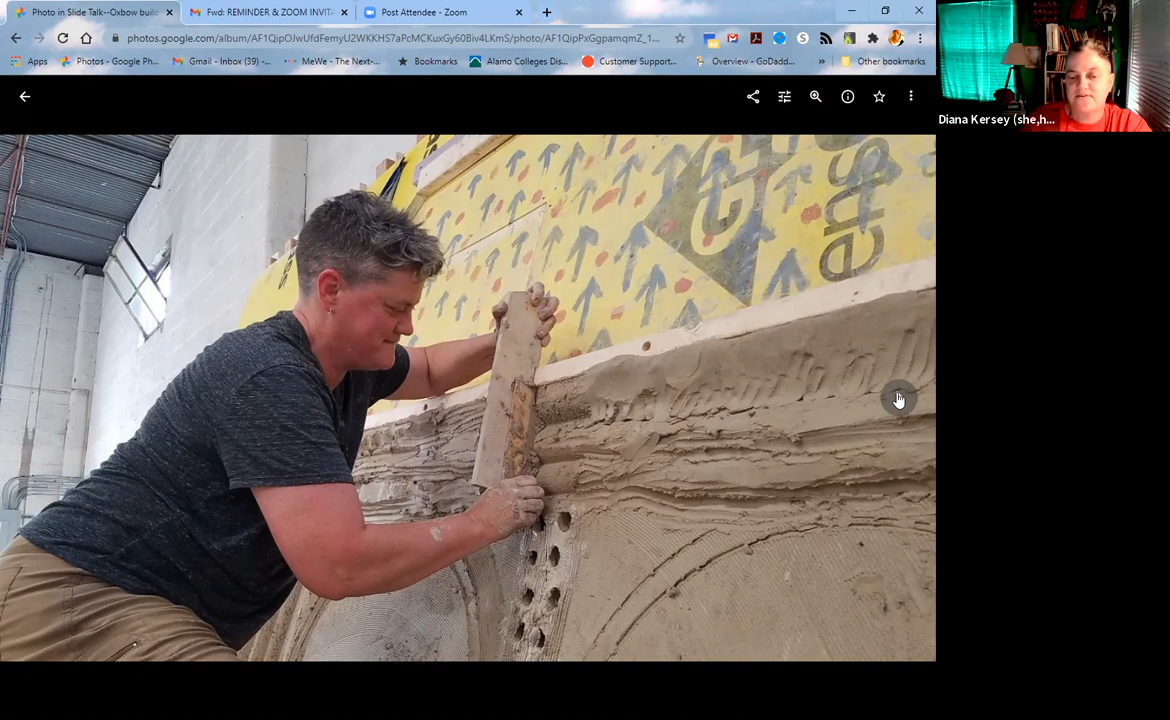 Photo in Slide Talk--Oxbow build
Fwd: REMINDER & ZOOM INVITA
Post Attendee - Zoom
photos.google.com/album/AF1QipOJwUfdFemyU2WKKHS7aPcMCKuxGy60Biv4LKmS/photo/AF1QipPxGgpamqmZ_1...
Apps
Photos - Google Ph...
Gmail - Inbox (39) -...
MeWe - The Next-...
Bookmarks
Alamo Colleges Dis...
Customer Support...
Overview - GoDadd...
»
Other bookmarks
Diana Kersey (she,h...